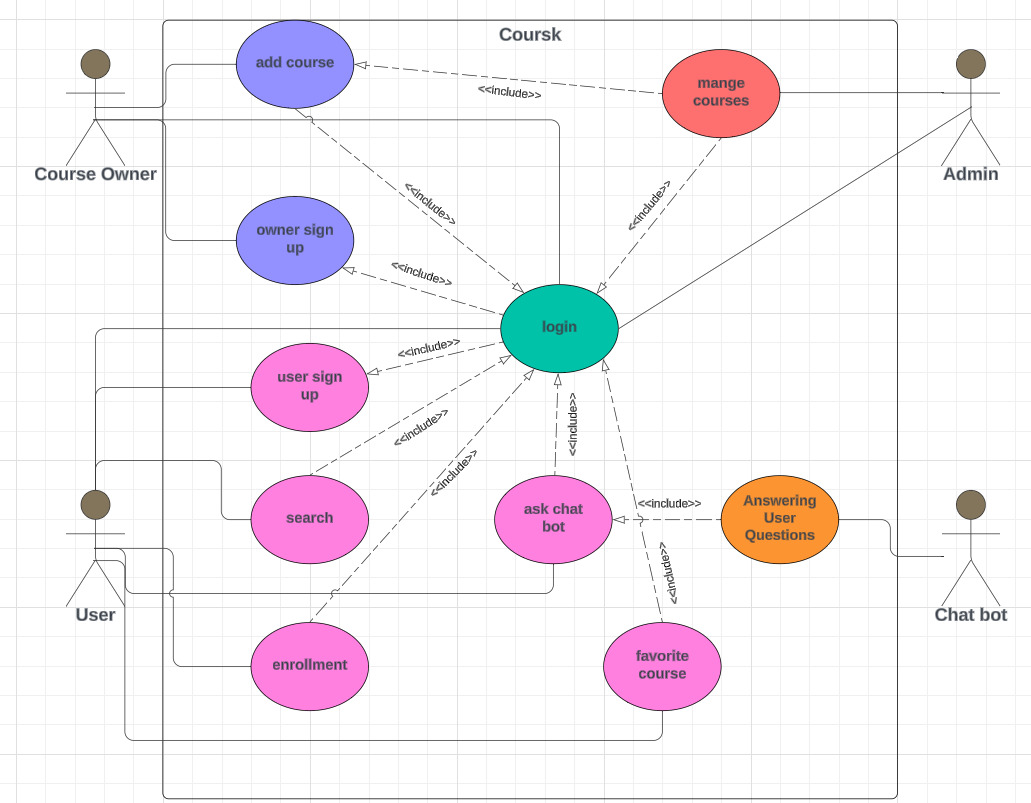 Coursk
add course
<<include>>
mange
courses
Course Owner
Admin
<<include>>
<<include>>
owner sign
up
<<include>>
login
<<include>>
user sign
up
<<include>>
<<include>>
<<include>>
search
ask chat
bot
<<include>>
Answering
User
Questions
<<include>>
User
Chat bot
enrollment
favorite
course